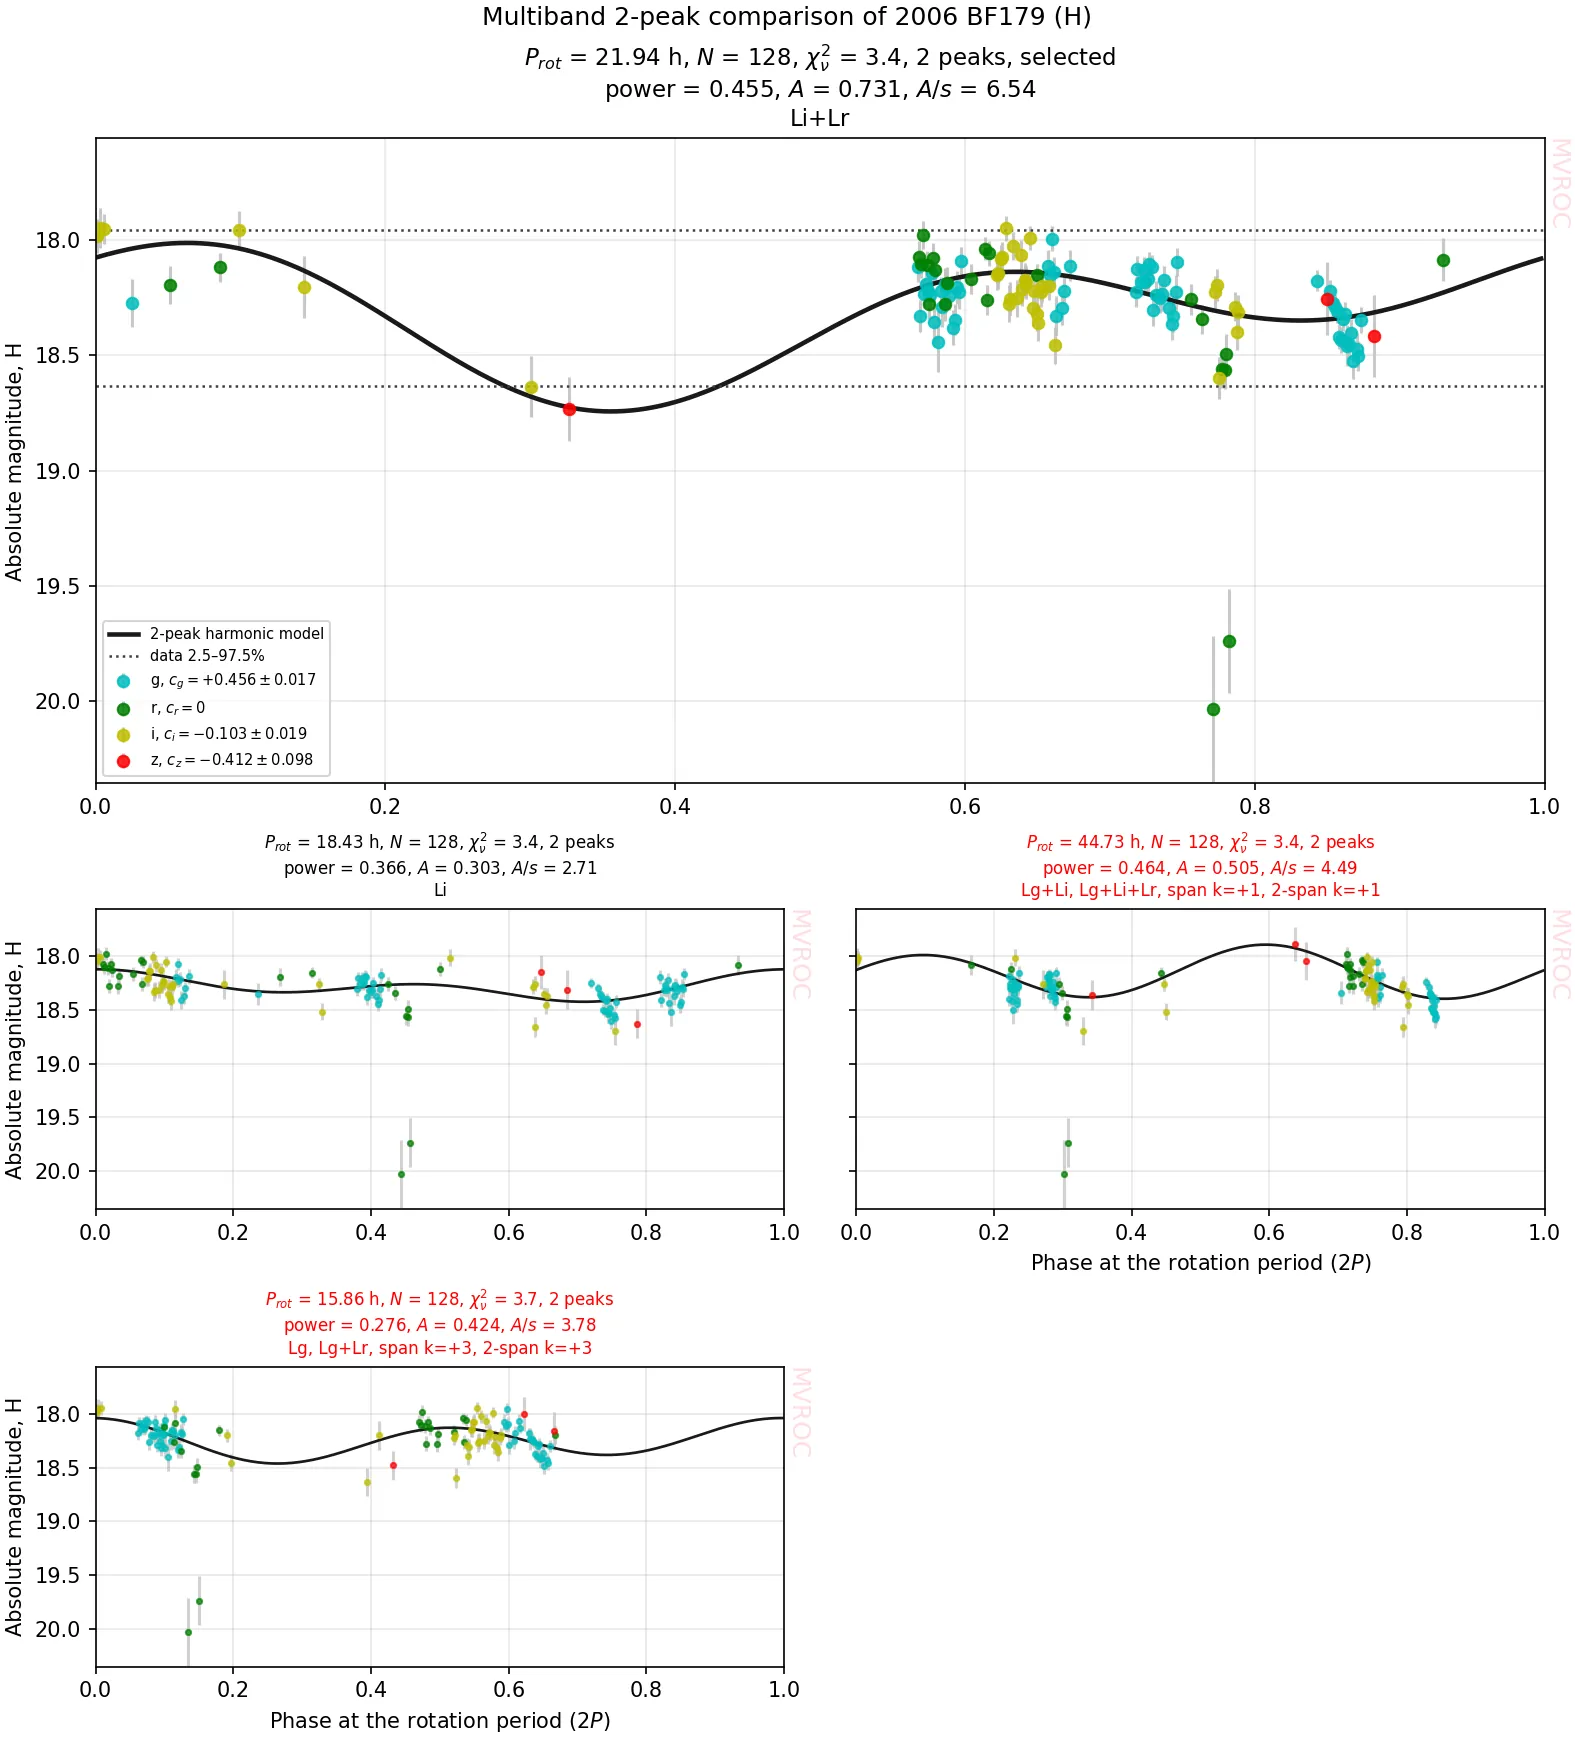 Multiband 2-peak comparison of 2006 BF179 (H)
P_rot = 21.94 h, N = 128, χ²_ν = 3.4, 2 peaks, selected
power = 0.455, A = 0.731, A/s = 6.54
Li+Lr
MVROC
Absolute magnitude, H
18.0
18.5
19.0
19.5
20.0
2-peak harmonic model
data 2.5–97.5%
g, c_g = +0.456 ± 0.017
r, c_r = 0
i, c_i = −0.103 ± 0.019
z, c_z = −0.412 ± 0.098
0.0 0.2 0.4 0.6 0.8 1.0
P_rot = 18.43 h, N = 128, χ²_ν = 3.4, 2 peaks
power = 0.366, A = 0.303, A/s = 2.71
Li
MVROC
Absolute magnitude, H
18.0
18.5
19.0
19.5
20.0
0.0 0.2 0.4 0.6 0.8 1.0
P_rot = 44.73 h, N = 128, χ²_ν = 3.4, 2 peaks
power = 0.464, A = 0.505, A/s = 4.49
Lg+Li, Lg+Li+Lr, span k=+1, 2-span k=+1
MVROC
0.0 0.2 0.4 0.6 0.8 1.0
Phase at the rotation period (2P)
P_rot = 15.86 h, N = 128, χ²_ν = 3.7, 2 peaks
power = 0.276, A = 0.424, A/s = 3.78
Lg, Lg+Lr, span k=+3, 2-span k=+3
MVROC
Absolute magnitude, H
18.0
18.5
19.0
19.5
20.0
0.0 0.2 0.4 0.6 0.8 1.0
Phase at the rotation period (2P)